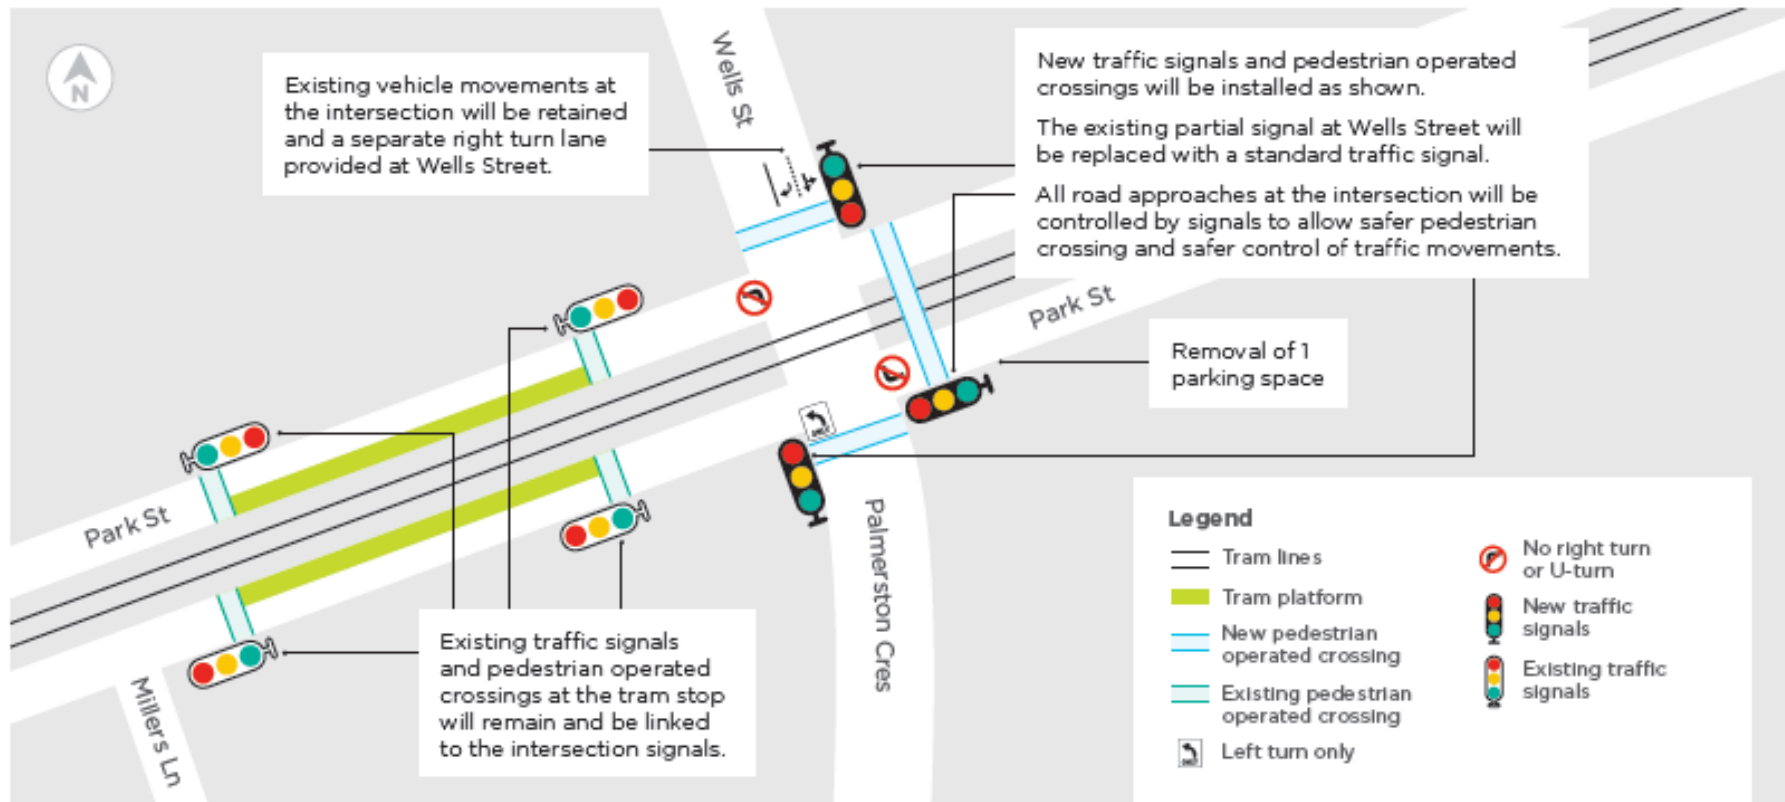 N
Existing vehicle movements at
the intersection will be retained
and a separate right turn lane
provided at Wells Street.
Wells St
New traffic signals and pedestrian operated
crossings will be installed as shown.
The existing partial signal at Wells Street will
be replaced with a standard traffic signal.
All road approaches at the intersection will be
controlled by signals to allow safer pedestrian
crossing and safer control of traffic movements.
Park St
Removal of 1
parking space
ONLY
Park St
Palmerston Cres
Millers Ln
Existing traffic signals
and pedestrian operated
crossings at the tram stop
will remain and be linked
to the intersection signals.
Legend
Tram lines
Tram platform
New pedestrian
operated crossing
Existing pedestrian
operated crossing
ONLY
Left turn only
No right turn
or U-turn
New traffic
signals
Existing traffic
signals